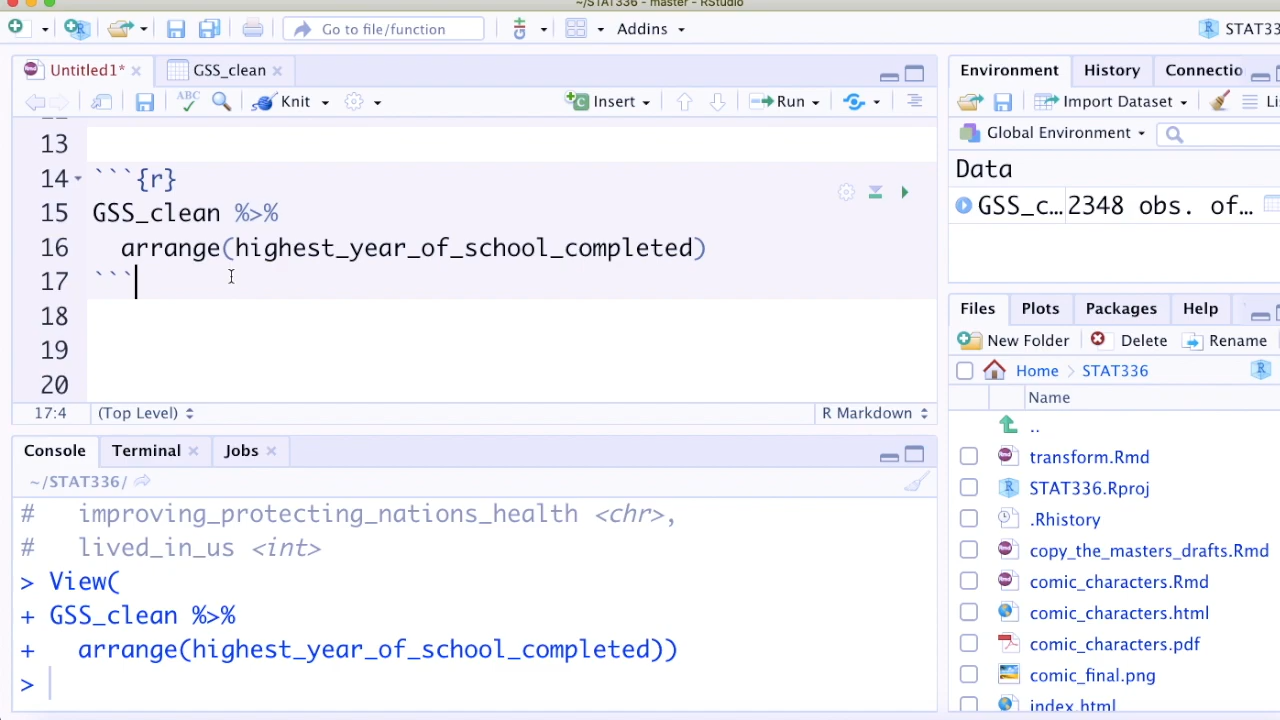 ~/STAT336 - master - RStudio
Go to file/function
Addins
Untitled1*
GSS_clean
ABC
Knit
Insert
Run
13
14 ```{r}
15 GSS_clean %>%
16 arrange(highest_year_of_school_completed)
17 ```
18
19
20
17:4
(Top Level)
R Markdown
Console Terminal Jobs
~/STAT336/
# improving_protecting_nations_health <chr>,
# lived_in_us <int>
> View(
+ GSS_clean %>%
+ arrange(highest_year_of_school_completed))
>
Environment History Connectio
Import Dataset
Global Environment
Data
GSS_c… 2348 obs. of…
Files Plots Packages Help
New Folder Delete Rename
Home STAT336
Name
..
transform.Rmd
STAT336.Rproj
.Rhistory
copy_the_masters_drafts.Rmd
comic_characters.Rmd
comic_characters.html
comic_characters.pdf
comic_final.png
index.html